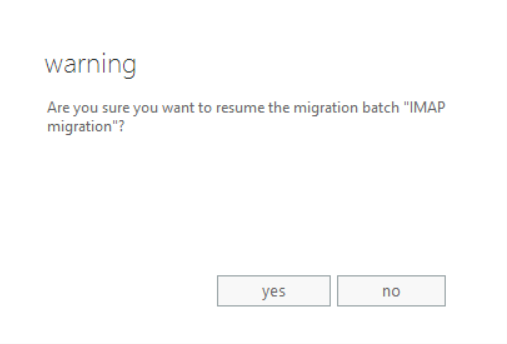 warning
Are you sure you want to resume the migration batch "IMAP
migration"?
yes
no